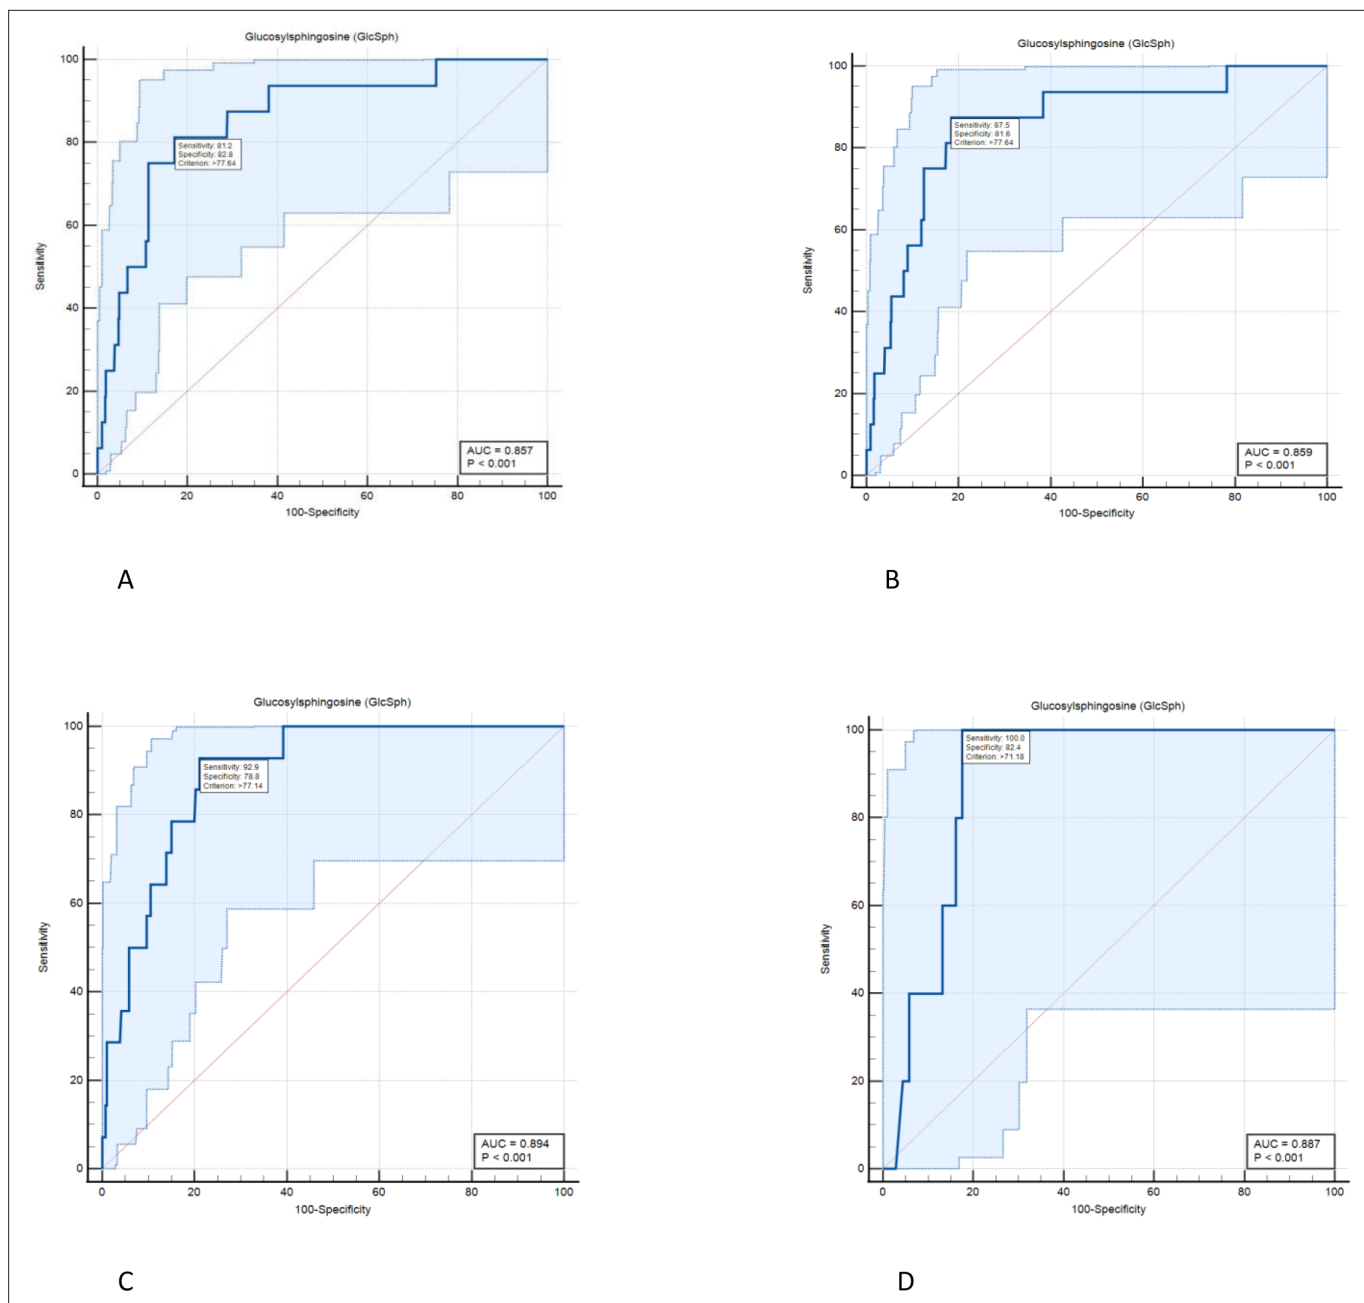 Glucosylsphingosine (GlcSph)
100
80
60
40
20
0
Sensitivity
Sensitivity: 81.2
Specificity: 82.8
Criterion: >77.64
AUC = 0.857
P < 0.001
0 20 40 60 80 100
100-Specificity
A
Glucosylsphingosine (GlcSph)
100
80
60
40
20
0
Sensitivity
Sensitivity: 87.5
Specificity: 81.6
Criterion: >77.64
AUC = 0.859
P < 0.001
0 20 40 60 80 100
100-Specificity
B
Glucosylsphingosine (GlcSph)
100
80
60
40
20
0
Sensitivity
Sensitivity: 92.9
Specificity: 78.8
Criterion: >77.14
AUC = 0.894
P < 0.001
0 20 40 60 80 100
100-Specificity
C
Glucosylsphingosine (GlcSph)
100
80
60
40
20
0
Sensitivity
Sensitivity: 100.0
Specificity: 82.4
Criterion: >71.18
AUC = 0.887
P < 0.001
0 20 40 60 80 100
100-Specificity
D